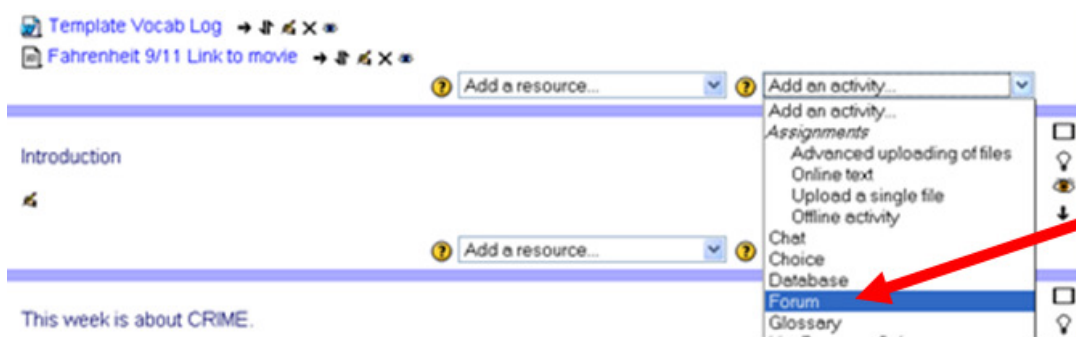 Template Vocab Log
Fahrenheit 9/11 Link to movie
Add a resource...
Add an activity...
Add an activity...
Assignments
Advanced uploading of files
Online text
Upload a single file
Offline activity
Chat
Choice
Database
Forum
Glossary
Introduction
Add a resource...
This week is about CRIME.